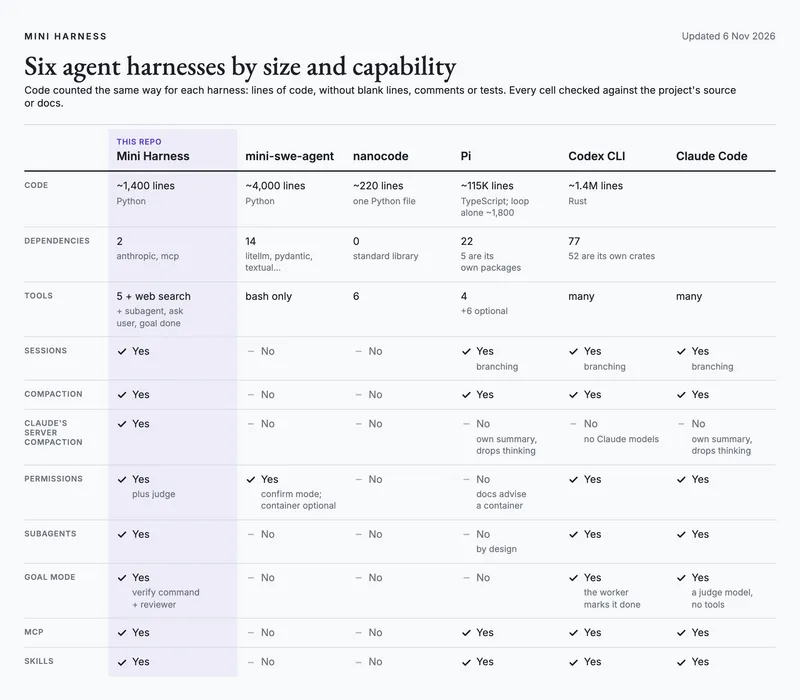 MINI HARNESS
Updated 6 Nov 2026
Six agent harnesses by size and capability
Code counted the same way for each harness: lines of code, without blank lines, comments or tests. Every cell checked against the project's source
or docs.
THIS REPO
Mini Harness
mini-swe-agent
nanocode
Pi
Codex CLI
Claude Code
CODE
~1,400 lines
Python
~4,000 lines
Python
~220 lines
one Python file
~115K lines
TypeScript; loop
alone ~1,800
~1.4M lines
Rust
DEPENDENCIES
2
anthropic, mcp
14
litellm, pydantic,
textual...
0
standard library
22
5 are its
own packages
77
52 are its own crates
TOOLS
5 + web search
+ subagent, ask
user, goal done
bash only
6
4
+6 optional
many
many
SESSIONS
✓ Yes
– No
– No
✓ Yes
branching
✓ Yes
branching
✓ Yes
branching
COMPACTION
✓ Yes
– No
– No
✓ Yes
✓ Yes
✓ Yes
CLAUDE'S
SERVER
COMPACTION
✓ Yes
– No
– No
– No
own summary,
drops thinking
– No
no Claude models
– No
own summary,
drops thinking
PERMISSIONS
✓ Yes
plus judge
✓ Yes
confirm mode;
container optional
– No
– No
docs advise
a container
✓ Yes
✓ Yes
SUBAGENTS
✓ Yes
– No
– No
– No
by design
✓ Yes
✓ Yes
GOAL MODE
✓ Yes
verify command
+ reviewer
– No
– No
– No
✓ Yes
the worker
marks it done
✓ Yes
a judge model,
no tools
MCP
✓ Yes
– No
– No
✓ Yes
✓ Yes
✓ Yes
SKILLS
✓ Yes
– No
– No
✓ Yes
✓ Yes
✓ Yes